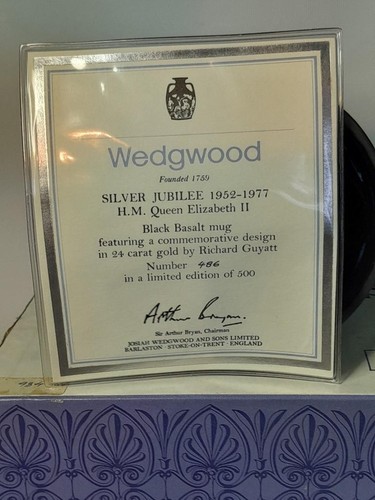 Wedgwood
Founded 1759
SILVER JUBILEE 1952-1977
H.M. Queen Elizabeth II
Black Basalt mug
featuring a commemorative design
in 24 carat gold by Richard Guyatt
Number 486
in a limited edition of 500
Arthur Bryan.
Sir Arthur Bryan, Chairman
JOSIAH WEDGWOOD AND SONS LIMITED
BARLASTON · STOKE-ON-TRENT · ENGLAND